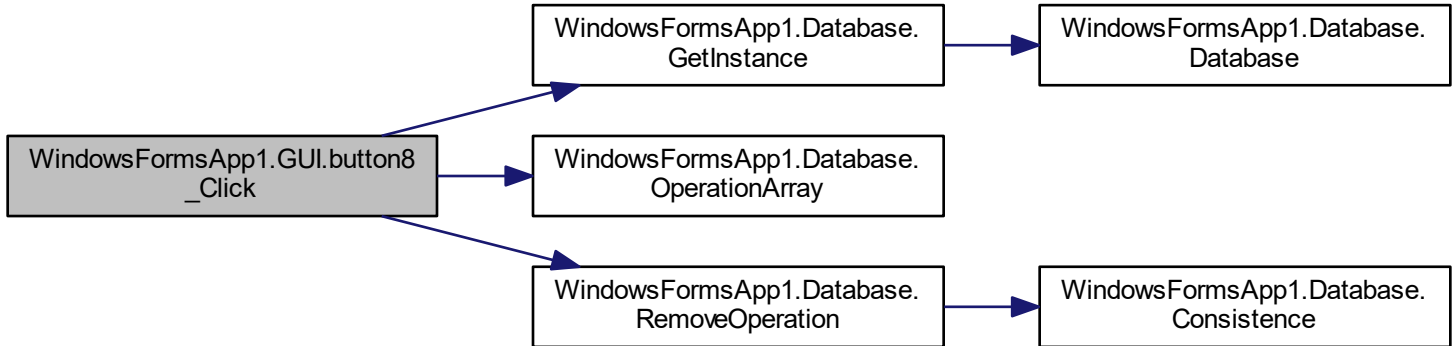 WindowsFormsApp1.GUI.button8
_Click
WindowsFormsApp1.Database.
GetInstance
WindowsFormsApp1.Database.
Database
WindowsFormsApp1.Database.
OperationArray
WindowsFormsApp1.Database.
RemoveOperation
WindowsFormsApp1.Database.
Consistence